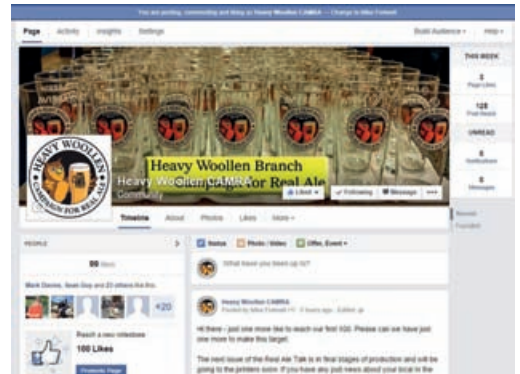 You are posting, commenting and liking as Heavy Woollen CAMRA — Change to Mike Fretwell
Page Activity Insights Settings Build Audience Help
THIS WEEK
3
Page Likes
128
Post Reach
UNREAD
0
Notifications
0
Messages
HEAVY WOOLLEN
CAMPAIGN FOR REAL ALE
Heavy Woollen Branch
Campaign for Real Ale
Heavy Woollen CAMRA
Community
Liked Following Message
Timeline About Photos Likes More
Recent
Founded
PEOPLE
99 likes
Status Photo / Video Offer, Event +
What have you been up to?
Mark Davies, Sean Guy and 23 others like this.
+20
Reach a new milestone
100 Likes
Promote Page
Heavy Woollen CAMRA
Posted by Mike Fretwell 2 hours ago · Edited
Hi there - just one more like to reach our first 100. Please can we have just
one more to make this target.
The next issue of the Real Ale Talk is in final stages of production and will be
going to the printers soon. If you have any pub news about your local in the